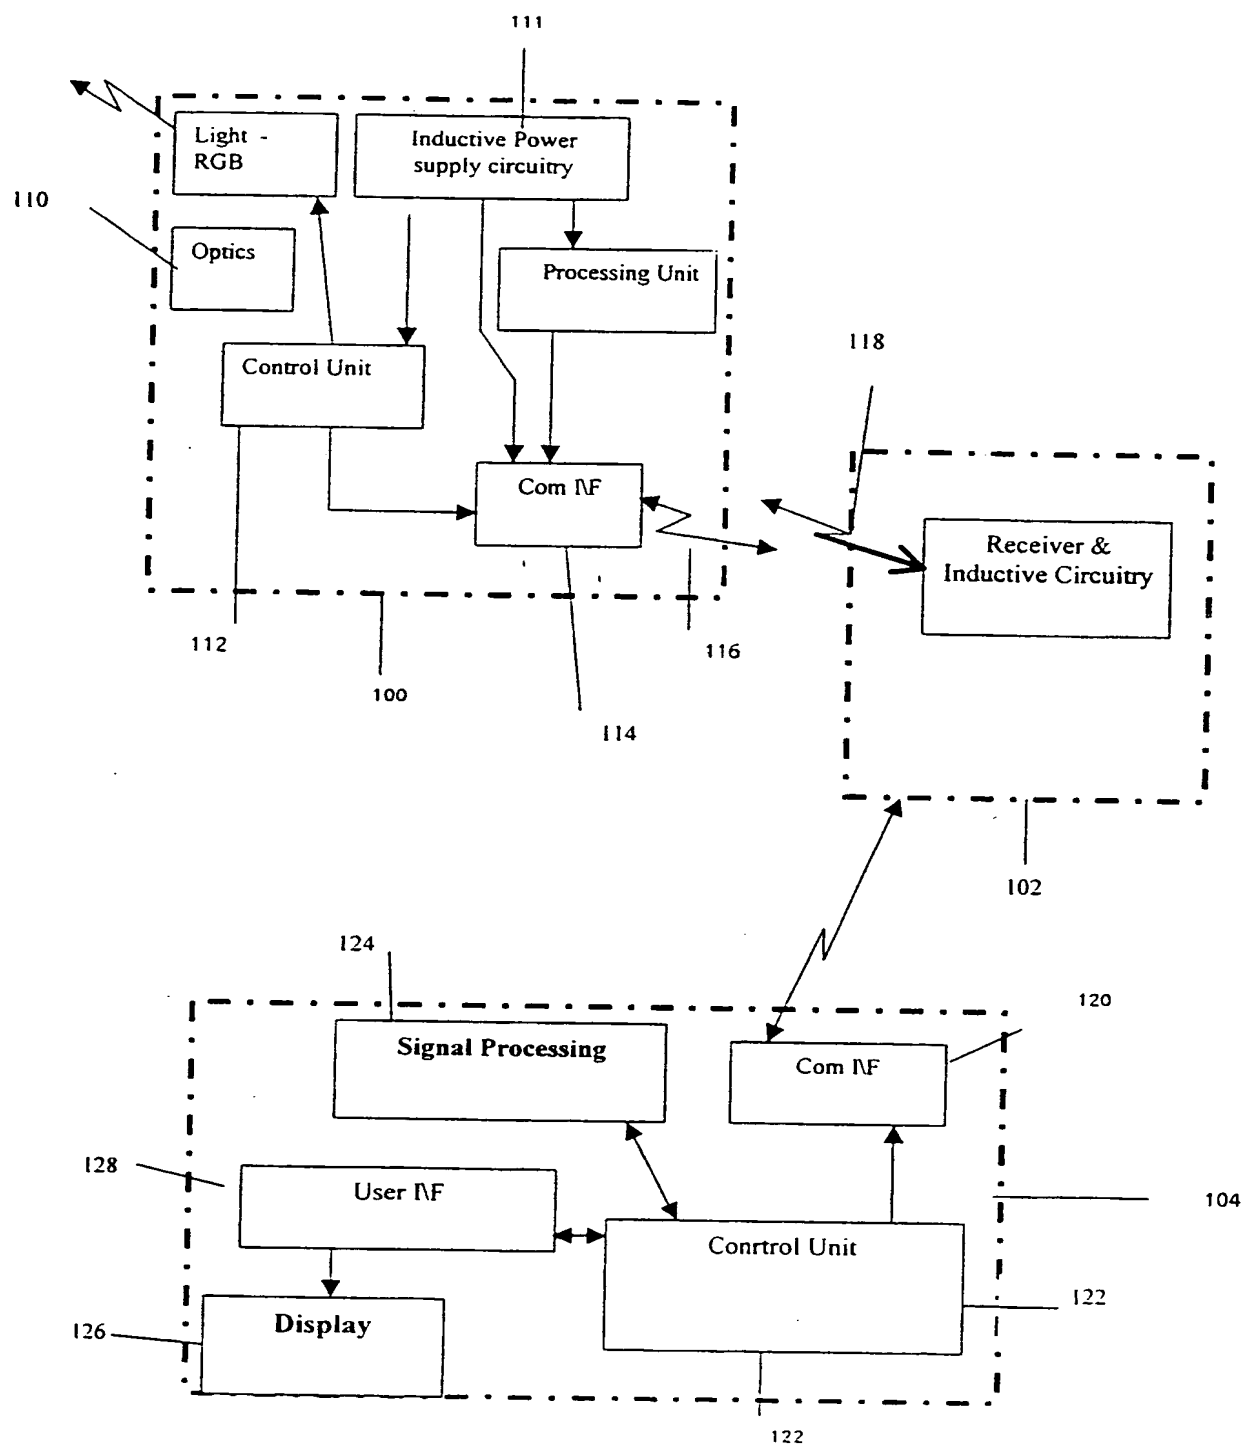 111
Light -
RGB
Inductive Power
supply circuitry
110
Optics
Processing Unit
118
Control Unit
Com I\F
Receiver &
Inductive Circuitry
112
116
100
114
102
124
120
Signal Processing
Com I\F
128
User I\F
104
Conrtrol Unit
122
Display
126
122